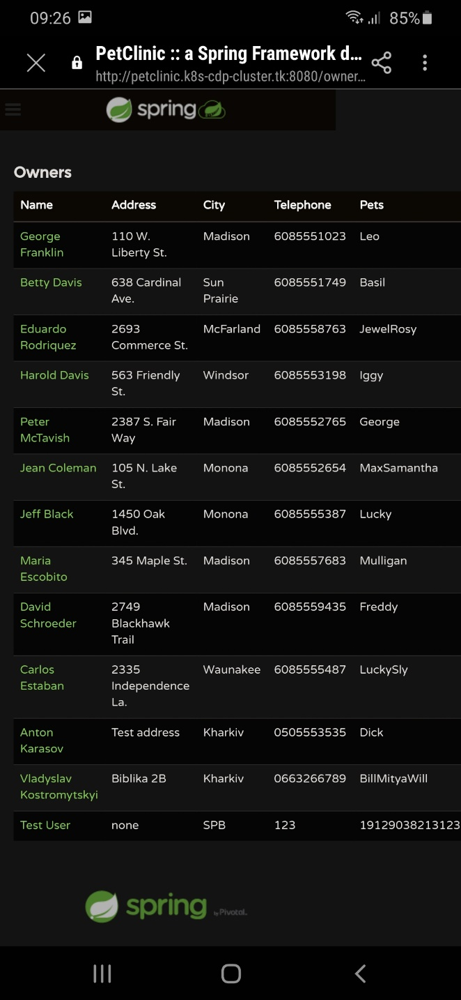 09:26 85%
PetClinic :: a Spring Framework d...
http://petclinic.k8s-cdp-cluster.tk:8080/owner...
spring
Owners
Name Address City Telephone Pets
George Franklin 110 W. Liberty St. Madison 6085551023 Leo
Betty Davis 638 Cardinal Ave. Sun Prairie 6085551749 Basil
Eduardo Rodriquez 2693 Commerce St. McFarland 6085558763 JewelRosy
Harold Davis 563 Friendly St. Windsor 6085553198 Iggy
Peter McTavish 2387 S. Fair Way Madison 6085552765 George
Jean Coleman 105 N. Lake St. Monona 6085552654 MaxSamantha
Jeff Black 1450 Oak Blvd. Monona 6085555387 Lucky
Maria Escobito 345 Maple St. Madison 6085557683 Mulligan
David Schroeder 2749 Blackhawk Trail Madison 6085559435 Freddy
Carlos Estaban 2335 Independence La. Waunakee 6085555487 LuckySly
Anton Karasov Test address Kharkiv 0505553535 Dick
Vladyslav Kostromytskyi Biblika 2B Kharkiv 0663266789 BillMityaWill
Test User none SPB 123 19129038213123
spring by Pivotal.